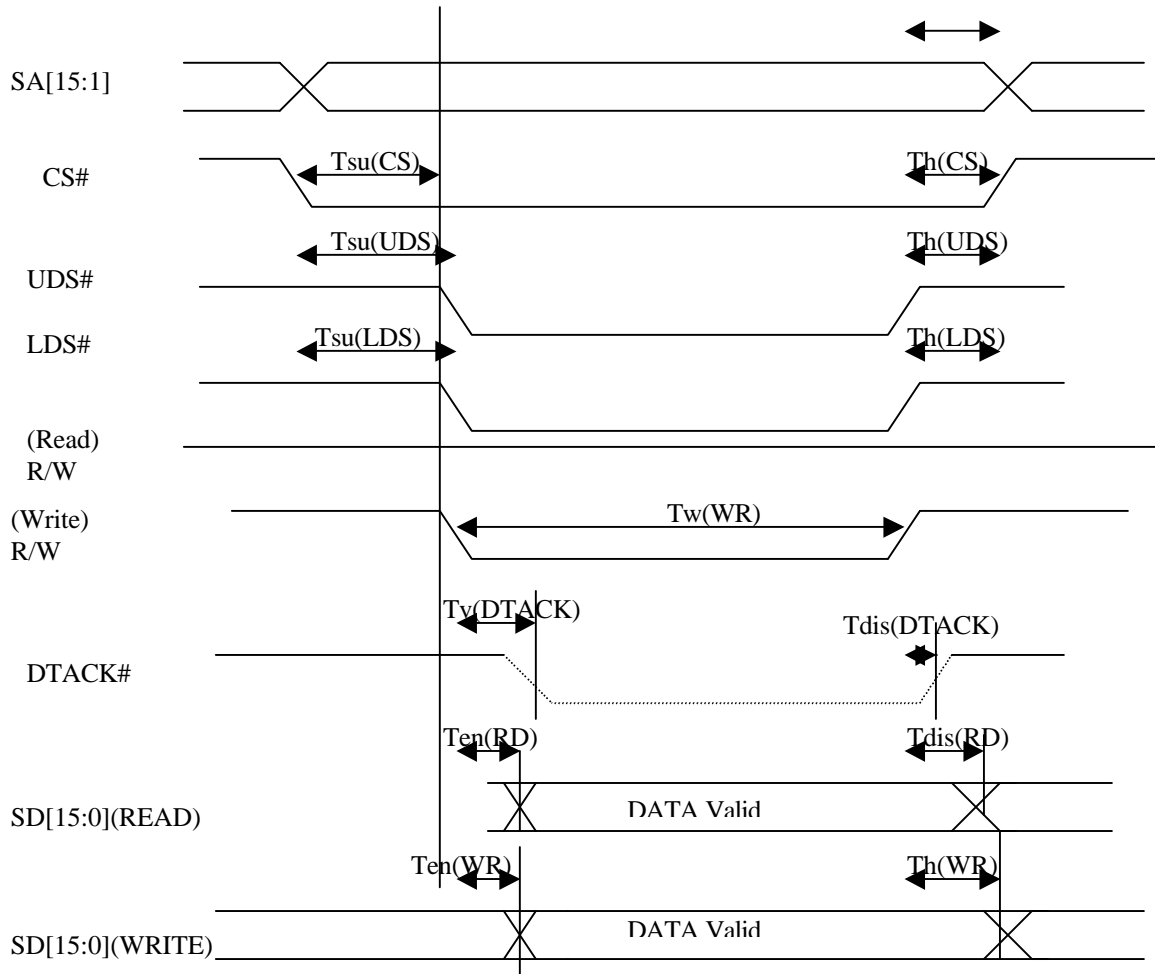 SA[15:1]
Tsu(CS) Th(CS)
CS#
Tsu(UDS) Th(UDS)
UDS#
LDS#
Tsu(LDS) Th(LDS)
(Read)
R/W
(Write)
R/W
Tw(WR)
Tv(DTACK)
Tdis(DTACK)
DTACK#
Ten(RD) Tdis(RD)
SD[15:0](READ)
DATA Valid
Ten(WR) Th(WR)
SD[15:0](WRITE)
DATA Valid